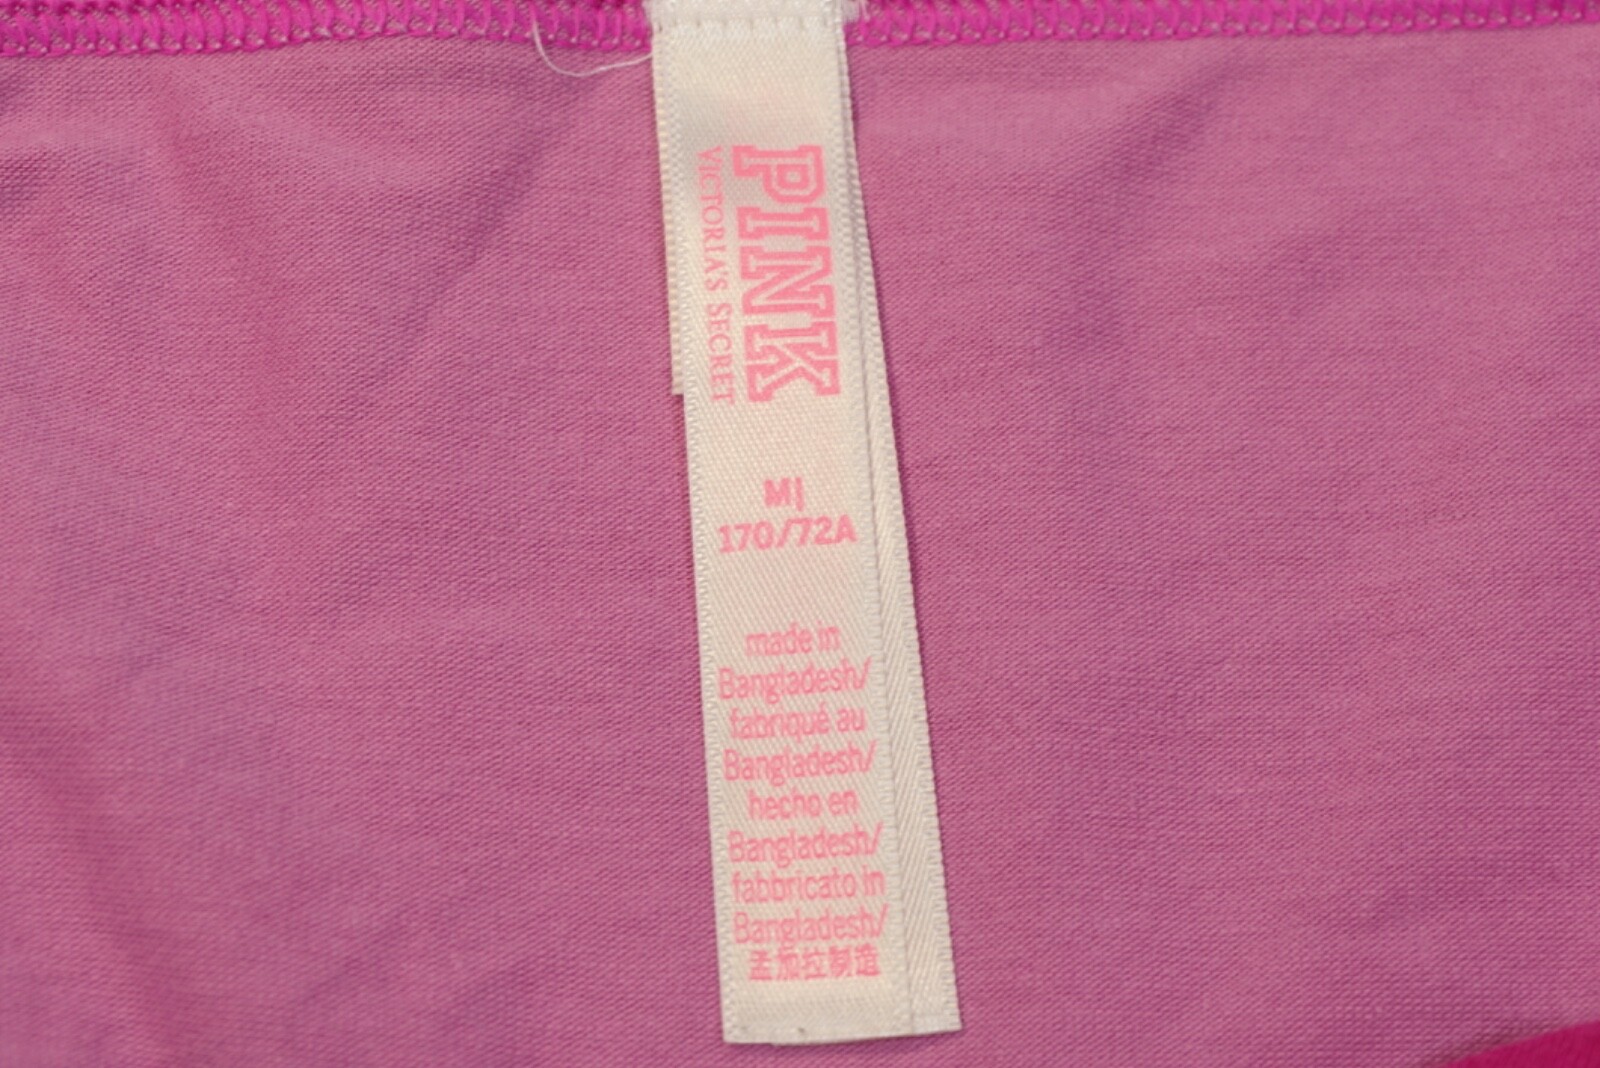 PINK
VICTORIA'S SECRET
M|
170/72A
made in
Bangladesh/
fabriqué au
Bangladesh/
hecho en
Bangladesh/
fabbricato in
Bangladesh/
孟加拉制造